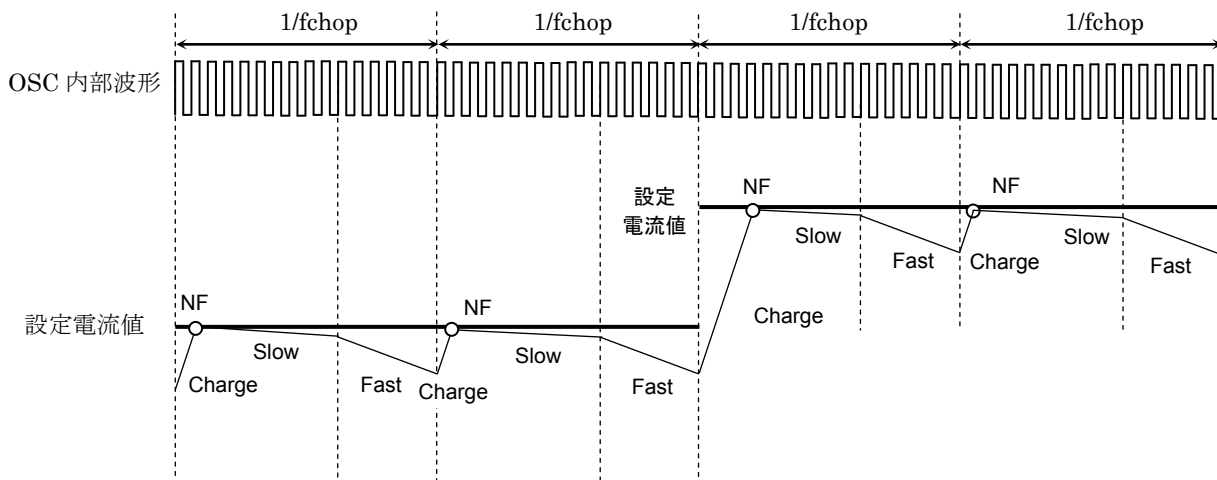 1/fchop 1/fchop 1/fchop 1/fchop
OSC 内部波形
NF NF
設定
電流値
Slow Slow
Fast Charge Fast
NF NF
Charge
設定電流値
Slow Slow
Charge Fast Charge Fast